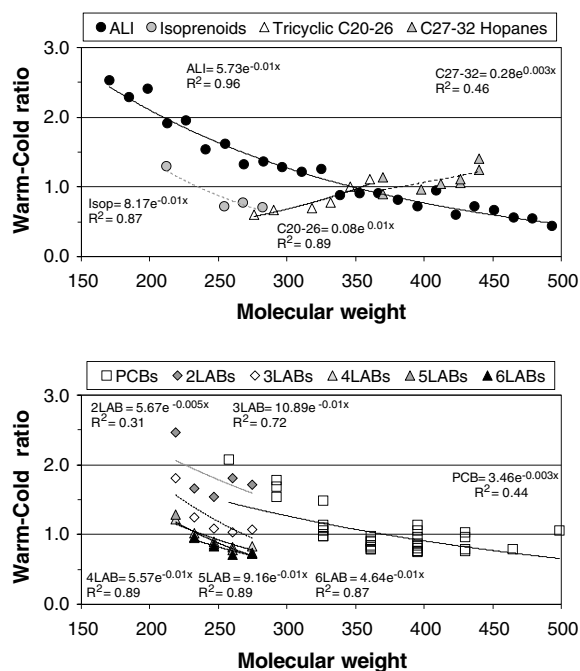 ALI Isoprenoids Tricyclic C20-26 C27-32 Hopanes
3.0
2.0
1.0
0.0
Warm-Cold ratio
ALI= 5.73e^-0.01x
R² = 0.96
C27-32= 0.28e^0.003x
R² = 0.46
Isop= 8.17e^-0.01x
R² = 0.87
C20-26= 0.08e^0.01x
R² = 0.89
150 200 250 300 350 400 450 500
Molecular weight
PCBs 2LABs 3LABs 4LABs 5LABs 6LABs
3.0
2.0
1.0
0.0
Warm-Cold ratio
2LAB = 5.67e^-0.005x
R² = 0.31
3LAB= 10.89e^-0.01x
R² = 0.72
PCB= 3.46e^-0.003x
R² = 0.44
4LAB=5.57e^-0.01x
R² = 0.89
5LAB= 9.16e^-0.01x
R² = 0.89
6LAB= 4.64e^-0.01x
R² = 0.87
150 200 250 300 350 400 450 500
Molecular weight